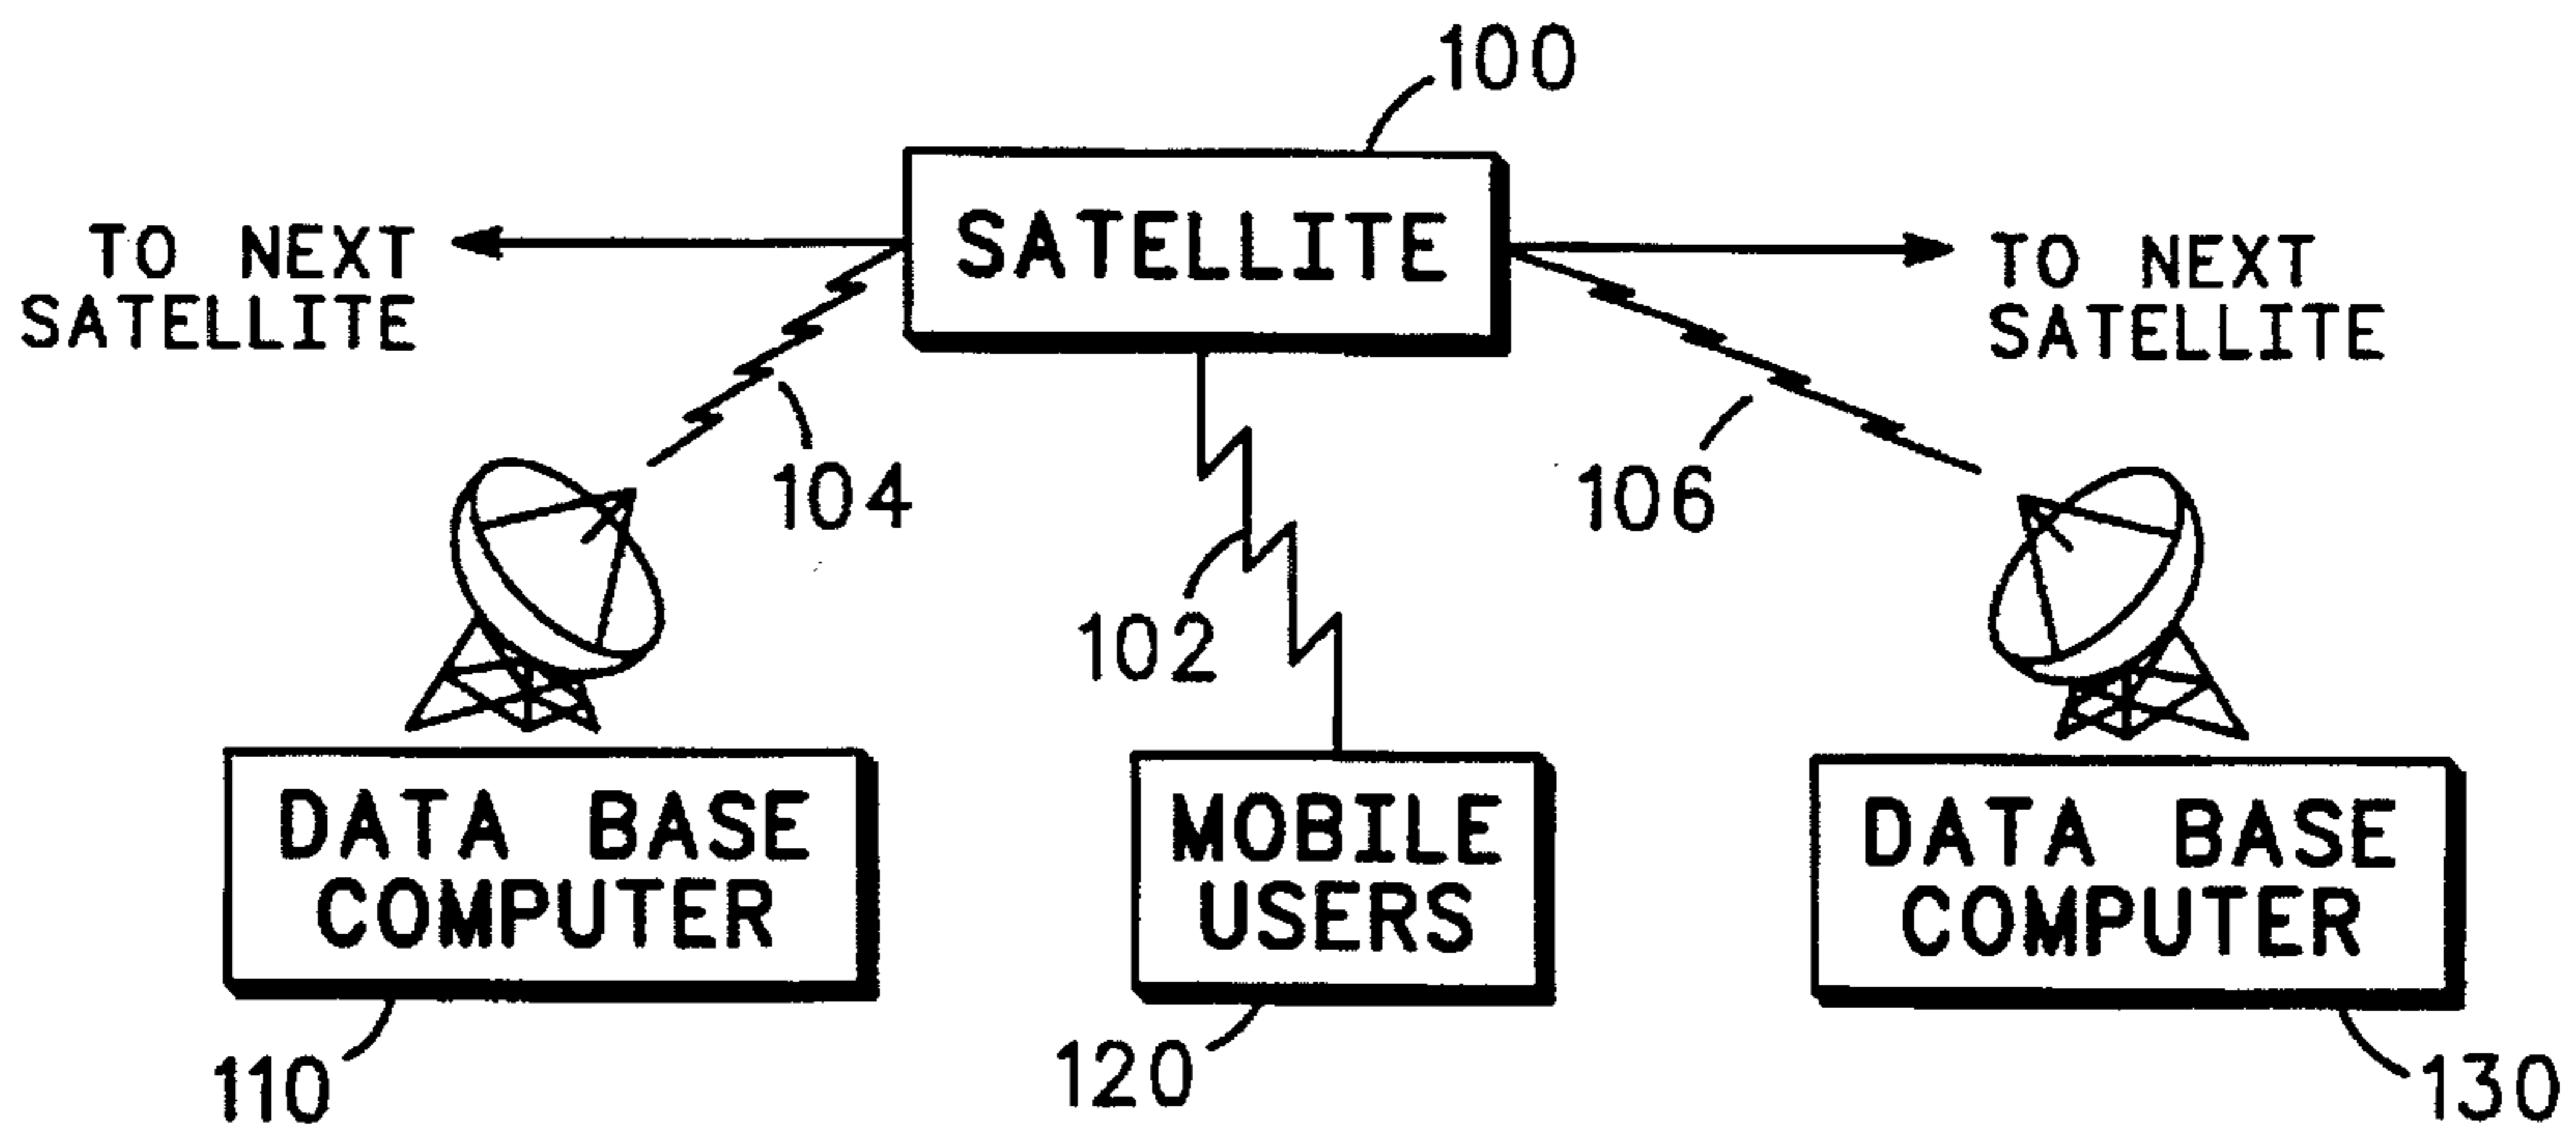 100
SATELLITE
TO NEXT
SATELLITE
TO NEXT
SATELLITE
104
106
102
DATA BASE
COMPUTER
MOBILE
USERS
DATA BASE
COMPUTER
110
120
130